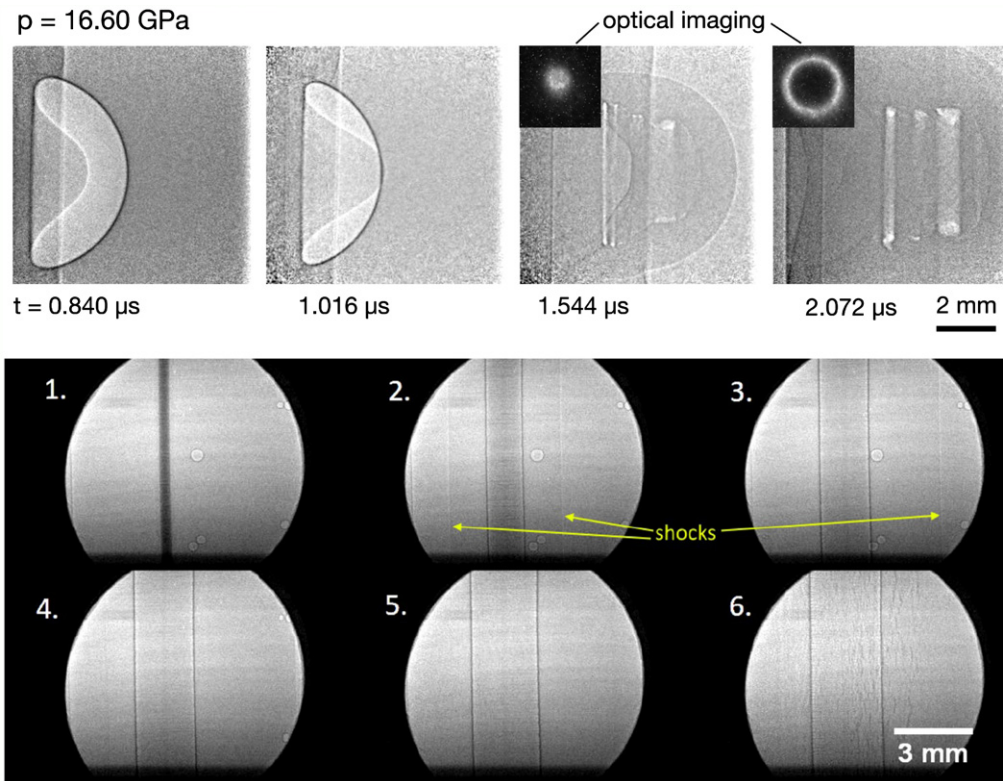 p = 16.60 GPa
optical imaging
t = 0.840 µs
1.016 µs
1.544 µs
2.072 µs
2 mm
1.
2.
3.
shocks
4.
5.
6.
3 mm